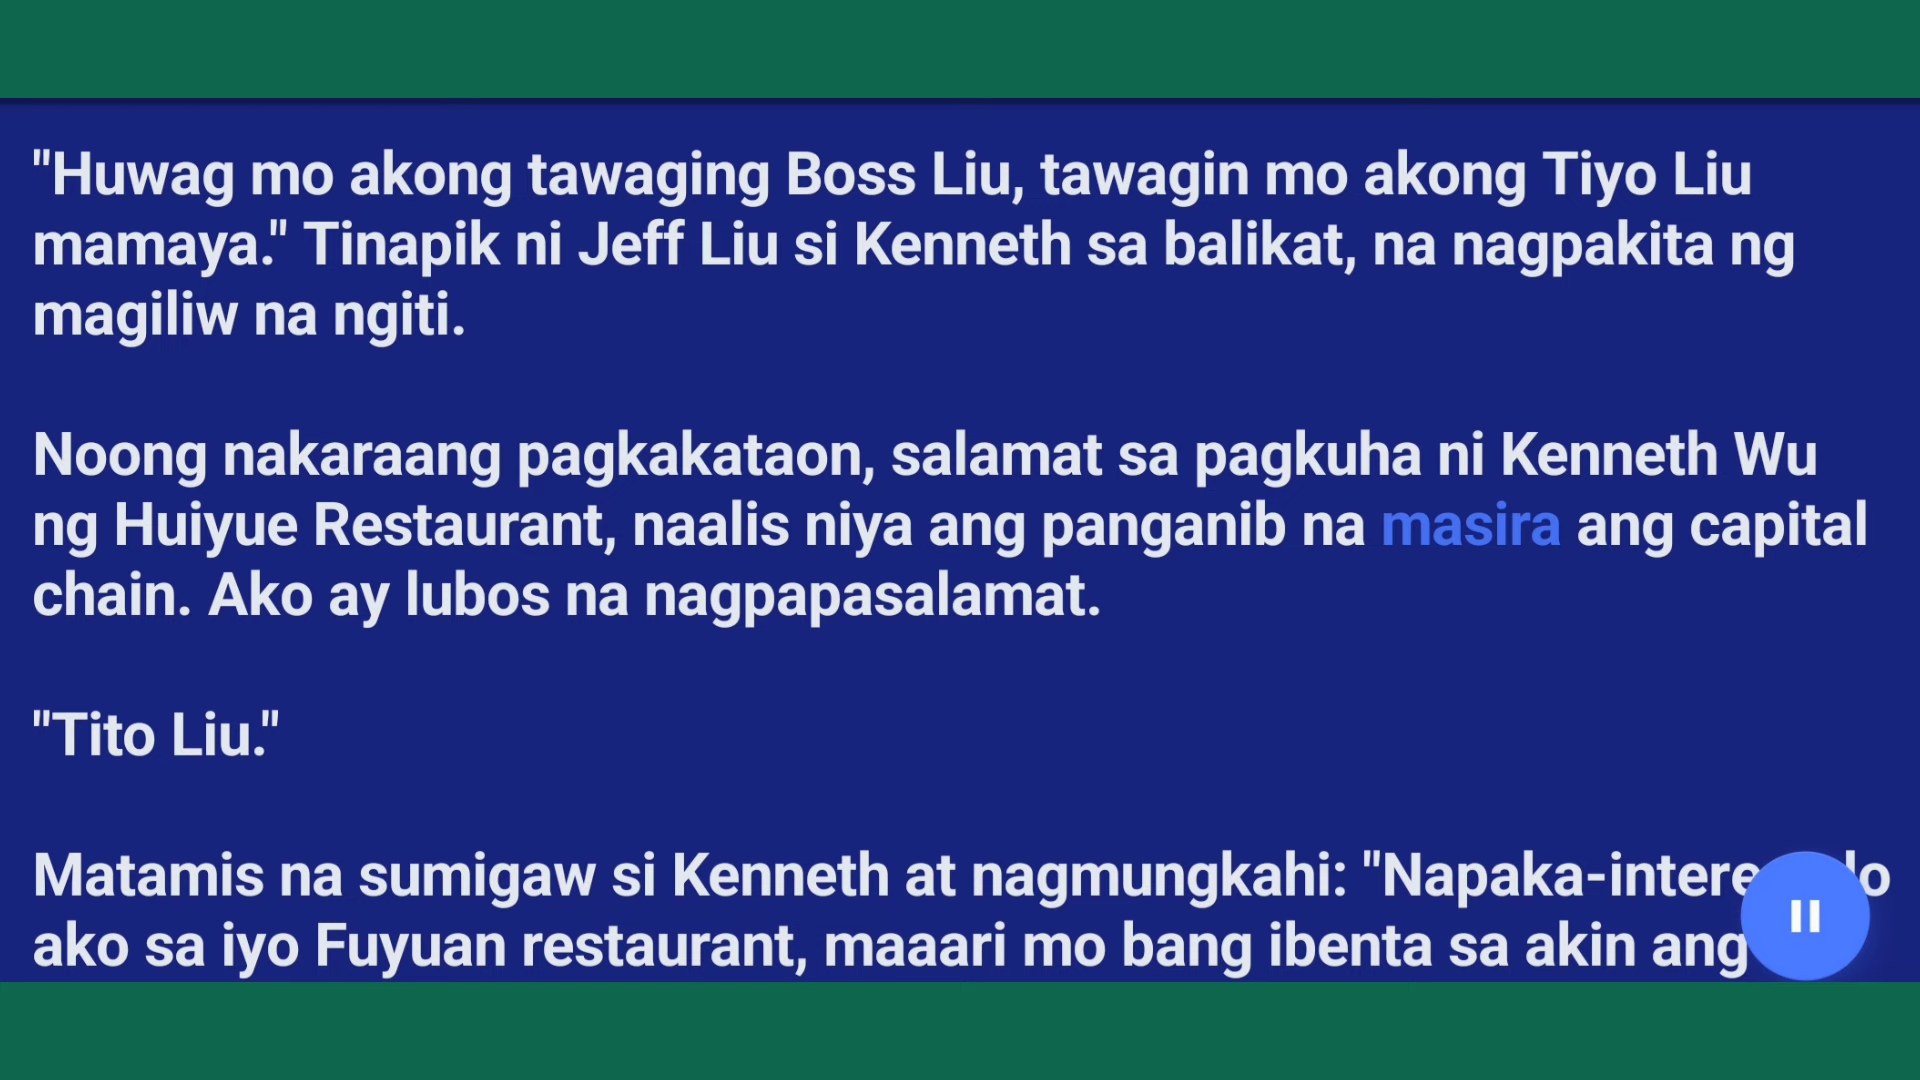 "Huwag mo akong tawaging Boss Liu, tawagin mo akong Tiyo Liu
mamaya." Tinapik ni Jeff Liu si Kenneth sa balikat, na nagpakita ng
magiliw na ngiti.
Noong nakaraang pagkakataon, salamat sa pagkuha ni Kenneth Wu
ng Huiyue Restaurant, naalis niya ang panganib na masira ang capital
chain. Ako ay lubos na nagpapasalamat.
"Tito Liu."
Matamis na sumigaw si Kenneth at nagmungkahi:
ako sa iyo Fuyuan restaurant, maaari mo bang ibenta sa akin ang